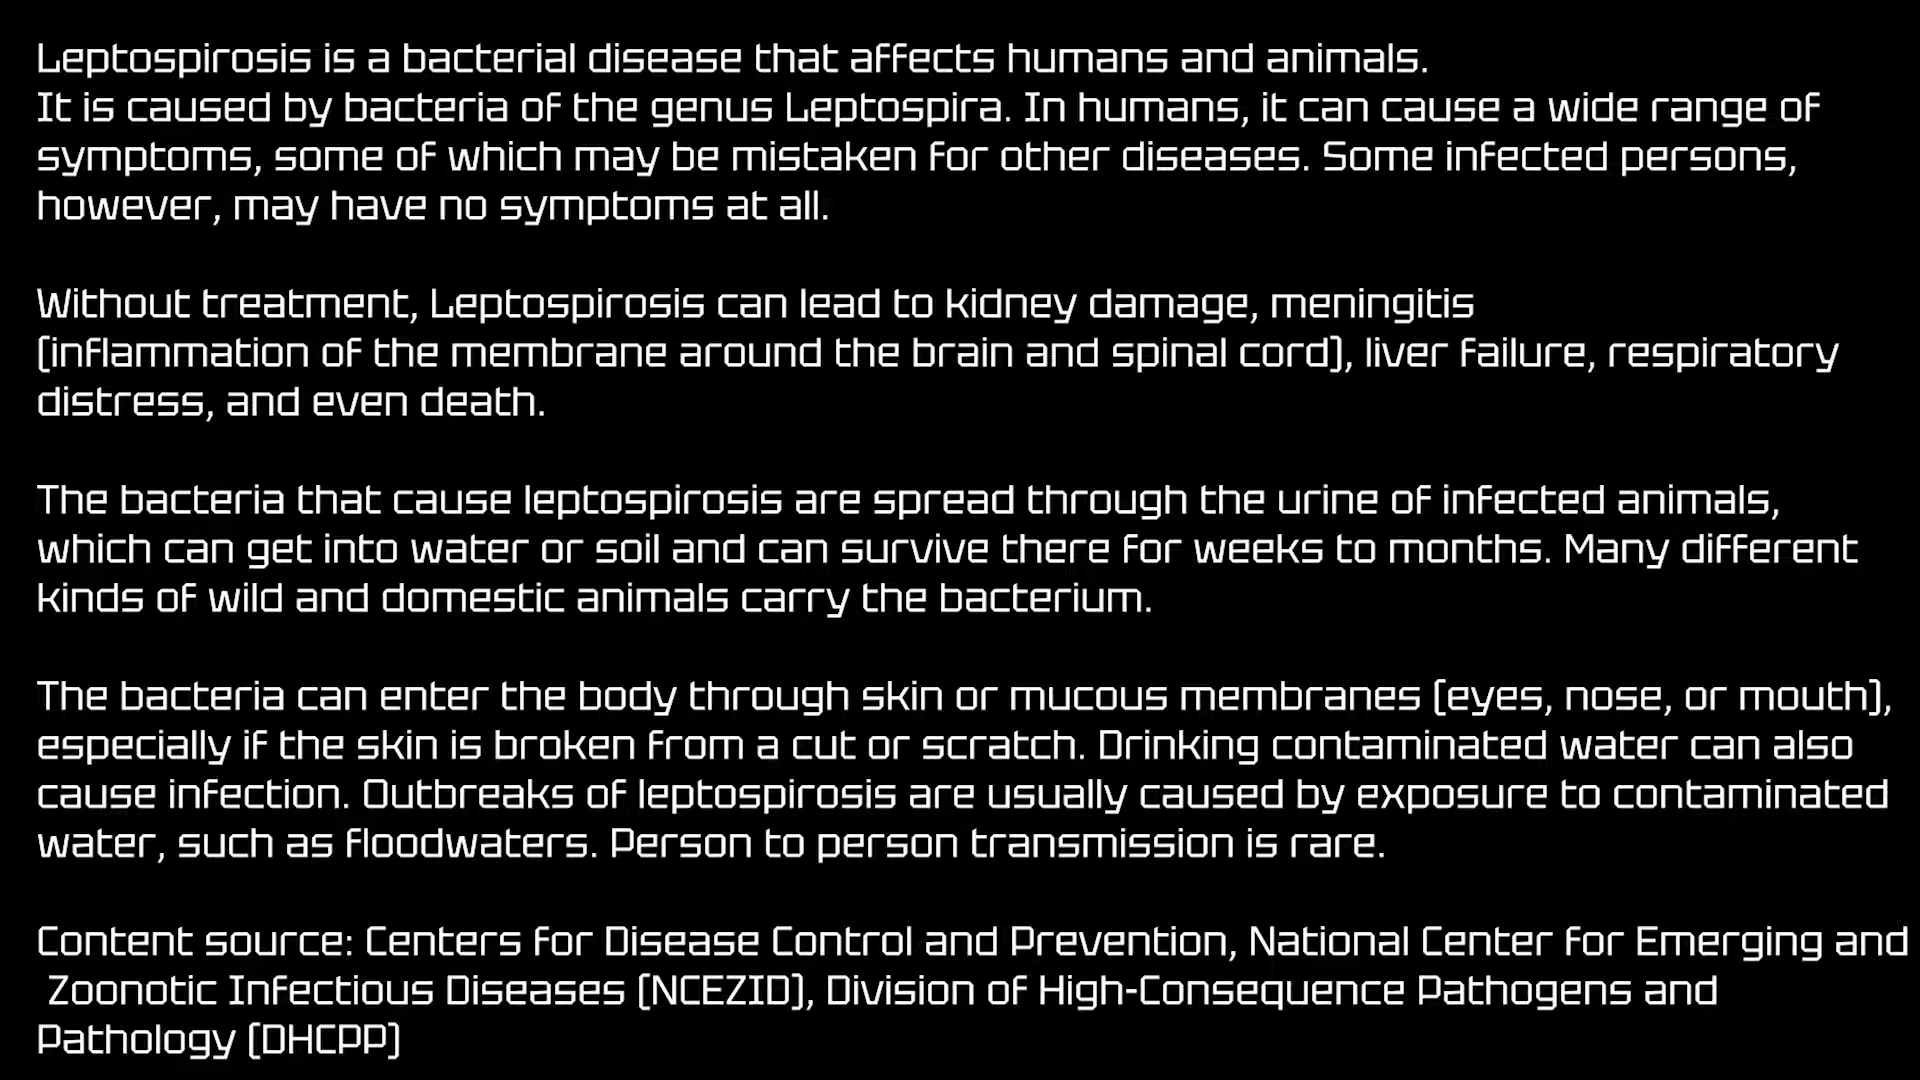 Leptospirosis is a bacterial disease that affects humans and animals.
It is caused by bacteria of the genus Leptospira. In humans, it can cause a wide range of
symptoms, some of which may be mistaken for other diseases. Some infected persons,
however, may have no symptoms at all.
Without treatment, Leptospirosis can lead to kidney damage, meningitis
(inflammation of the membrane around the brain and spinal cord), liver failure, respiratory
distress, and even death.
The bacteria that cause leptospirosis are spread through the urine of infected animals,
which can get into water or soil and can survive there for weeks to months. Many different
kinds of wild and domestic animals carry the bacterium.
The bacteria can enter the body through skin or mucous membranes (eyes, nose, or mouth),
especially if the skin is broken from a cut or scratch. Drinking contaminated water can also
cause infection. Outbreaks of leptospirosis are usually caused by exposure to contaminated
water, such as floodwaters. Person to person transmission is rare.
Content source: Centers for Disease Control and Prevention, National Center for Emerging and
Zoonotic Infectious Diseases (NCEZID), Division of High-Consequence Pathogens and
Pathology (DHCPP)